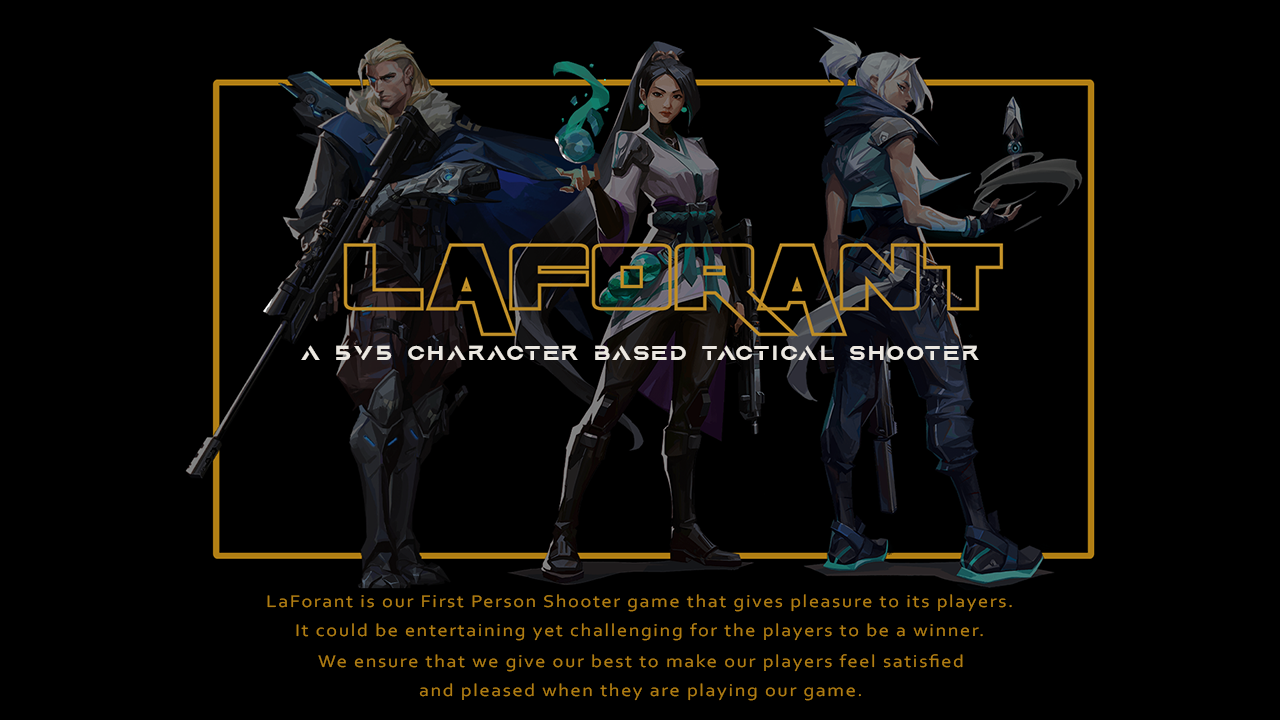 LAFORANT
A 5V5 CHARACTER BASED TACTICAL SHOOTER
LaForant is our First Person Shooter game that gives pleasure to its players.
It could be entertaining yet challenging for the players to be a winner.
We ensure that we give our best to make our players feel satisfied
and pleased when they are playing our game.